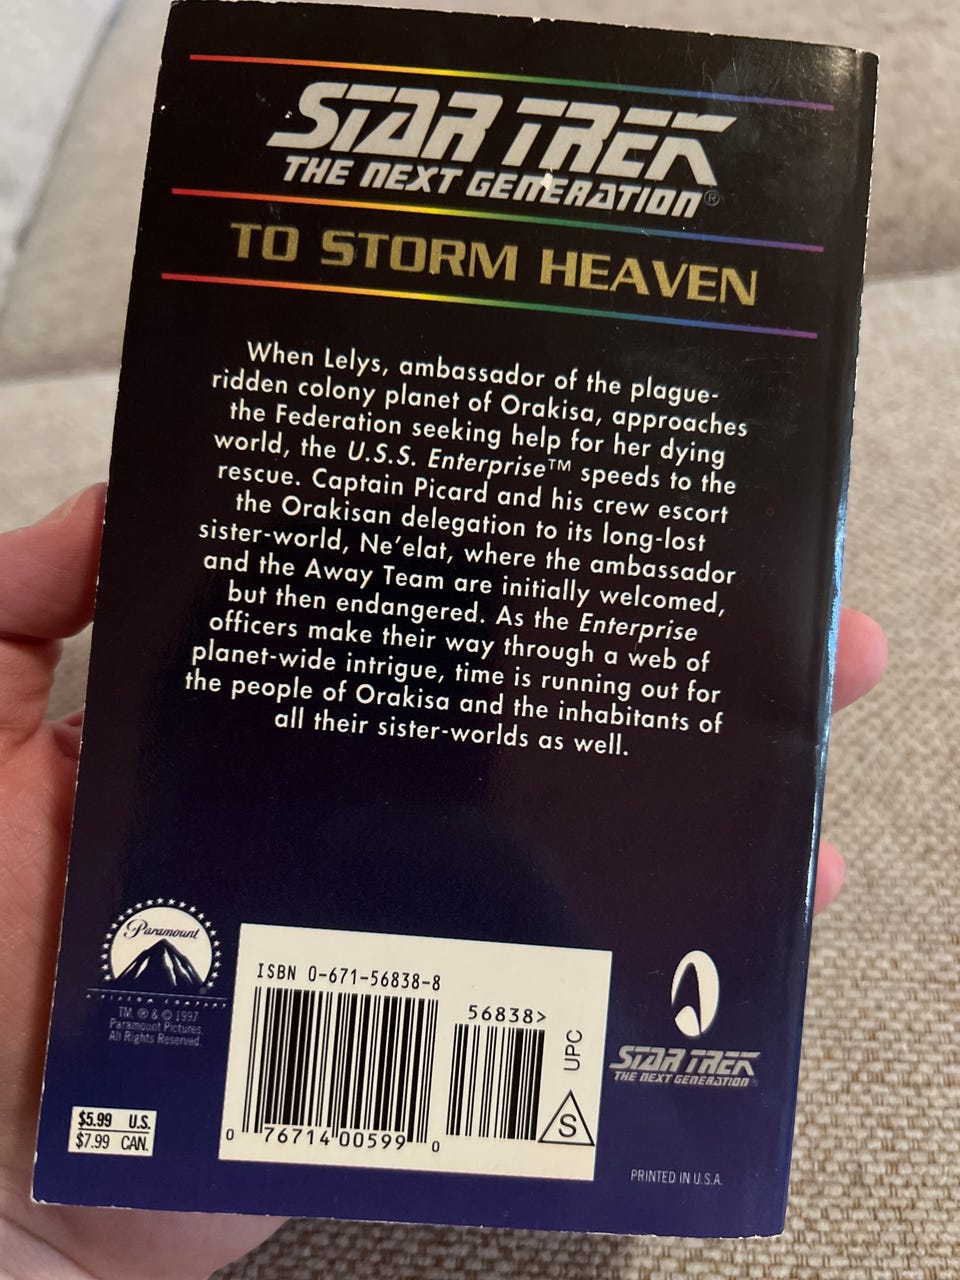 STAR TREK
THE NEXT GENERATION®
TO STORM HEAVEN
When Lelys, ambassador of the plague-
ridden colony planet of Orakisa, approaches
the Federation seeking help for her dying
world, the U.S.S. Enterprise™ speeds to the
rescue. Captain Picard and his crew escort
the Orakisan delegation to its long-lost
sister-world, Ne'elat, where the ambassador
and the Away Team are initially welcomed,
but then endangered. As the Enterprise
officers make their way through a web of
planet-wide intrigue, time is running out for
the people of Orakisa and the inhabitants of
all their sister-worlds as well.
Paramount
A VIACOM COMPANY
TM, ® & © 1997
Paramount Pictures.
All Rights Reserved.
$5.99 U.S.
$7.99 CAN.
ISBN 0-671-56838-8
56838>
UPC
S
0 76714 00599 0
STAR TREK
THE NEXT GENERATION®
PRINTED IN U.S.A.